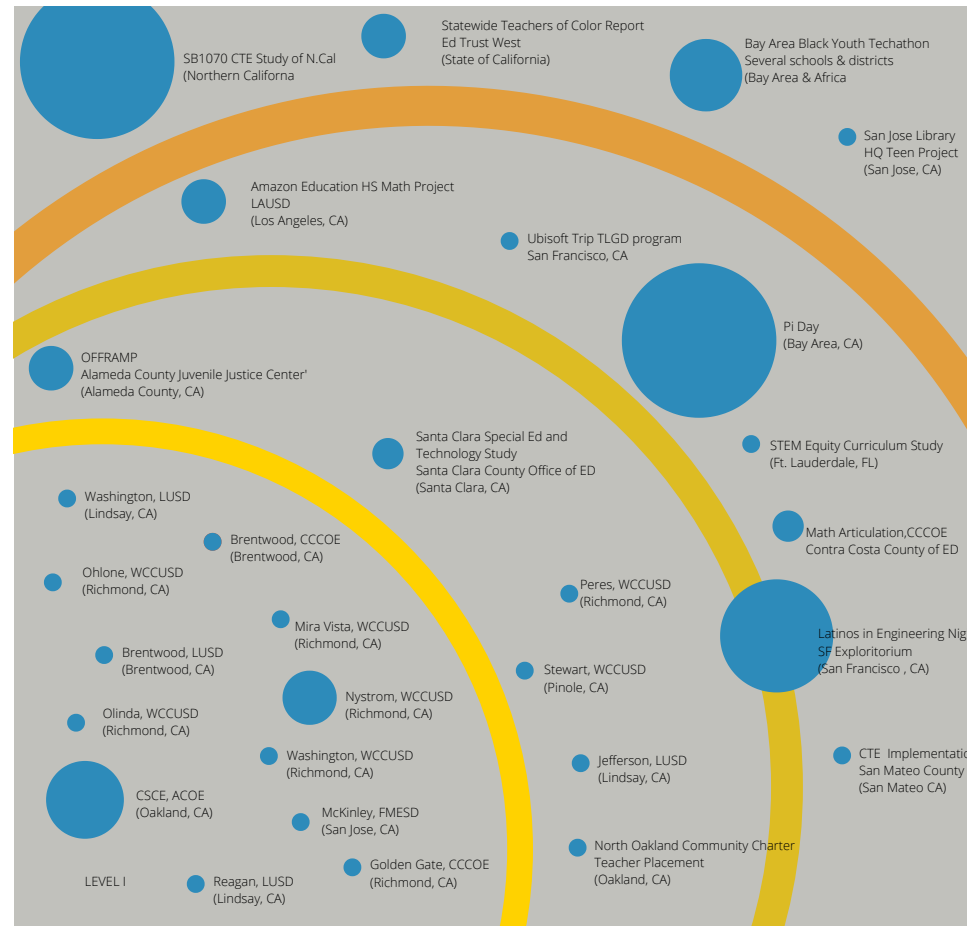 SB1070 CTE Study of N.Cal
(Northern Californa
Statewide Teachers of Color Report
Ed Trust West
(State of California)
Bay Area Black Youth Techathon
Several schools & districts
(Bay Area & Africa
San Jose Library
HQ Teen Project
(San Jose, CA)
Amazon Education HS Math Project
LAUSD
(Los Angeles, CA)
Ubisoft Trip TLGD program
San Francisco, CA
Pi Day
(Bay Area, CA)
OFFRAMP
Alameda County Juvenile Justice Center'
(Alameda County, CA)
Santa Clara Special Ed and
Technology Study
Santa Clara County Office of ED
(Santa Clara, CA)
STEM Equity Curriculum Study
(Ft. Lauderdale, FL)
Washington, LUSD
(Lindsay, CA)
Brentwood, CCCOE
(Brentwood, CA)
Math Articulation,CCCOE
Contra Costa County of ED
Ohlone, WCCUSD
(Richmond, CA)
Peres, WCCUSD
(Richmond, CA)
Mira Vista, WCCUSD
(Richmond, CA)
Latinos in Engineering Nig
SF Exploritorium
(San Francisco , CA)
Brentwood, LUSD
(Brentwood, CA)
Stewart, WCCUSD
(Pinole, CA)
Nystrom, WCCUSD
(Richmond, CA)
Olinda, WCCUSD
(Richmond, CA)
Washington, WCCUSD
(Richmond, CA)
Jefferson, LUSD
(Lindsay, CA)
CTE  Implementatio
San Mateo County
(San Mateo CA)
CSCE, ACOE
(Oakland, CA)
McKinley, FMESD
(San Jose, CA)
North Oakland Community Charter
Teacher Placement
(Oakland, CA)
Golden Gate, CCCOE
(Richmond, CA)
LEVEL I
Reagan, LUSD
(Lindsay, CA)